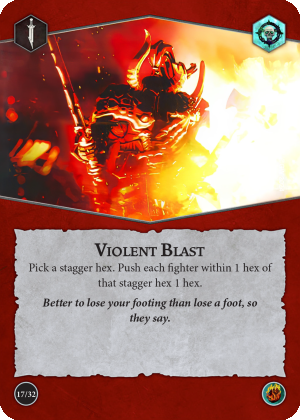 Violent Blast
Pick a stagger hex. Push each fighter within 1 hex of
that stagger hex 1 hex.
Better to lose your footing than lose a foot, so
they say.
17/32